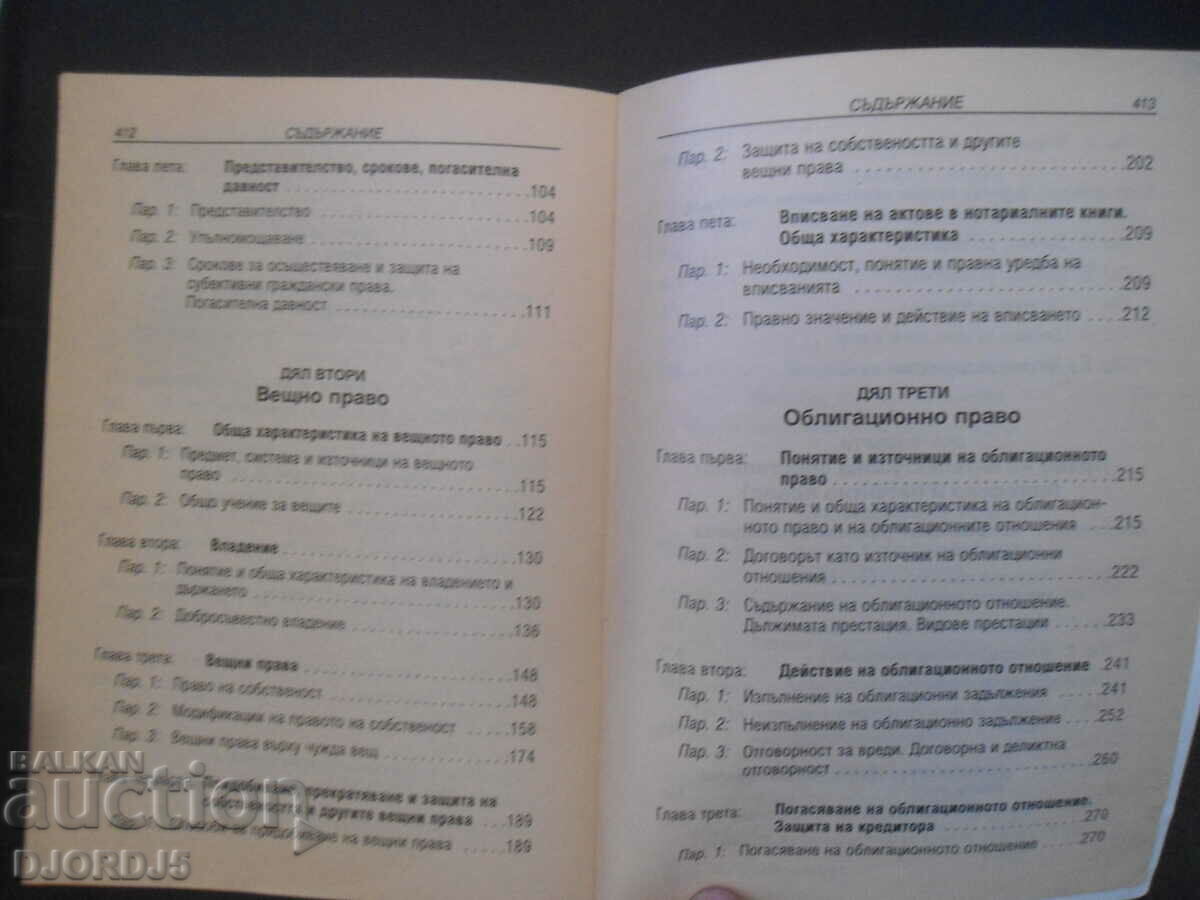 412 СЪДЪРЖАНИЕ
Глава пета: Представителство, срокове, погасителна
давност ..... 104
Пар. 1: Представителство ..... 104
Пар. 2: Упълномощаване ..... 109
Пар. 3: Срокове за осъществяване и защита на
субективни граждански права.
Погасителна давност ..... 111
ДЯЛ ВТОРИ
Вещно право
Глава първа: Обща характеристика на вещното право ..115
Пар. 1: Предмет, система и източници на вещното
право ..... 115
Пар. 2: Общо учение за вещите ..... 122
Глава втора: Владение ..... 130
Пар. 1: Понятие и обща характеристика на владението и
държането ..... 130
Пар. 2: Добросъвестно владение ..... 136
Глава трета: Вещни права ..... 148
Пар. 1: Право на собственост ..... 148
Пар. 2: Модификации на правото на собственост ..... 158
Пар. 3: Вещни права върху чужда вещ ..... 174
прекратяване и защита на
собствеността и другите вещни права ...189
придобиване на вещни права ..... 189
СЪДЪРЖАНИЕ 413
Пар. 2: Защита на собствеността и другите
вещни права ..... 202
Глава пета: Вписване на актове в нотариалните книги.
Обща характеристика ..... 209
Пар. 1: Необходимост, понятие и правна уредба на
вписванията ..... 209
Пар. 2: Правно значение и действие на вписването ....212
ДЯЛ ТРЕТИ
Облигационно право
Глава първа: Понятие и източници на облигационното
право ..... 215
Пар. 1: Понятие и обща характеристика на облигацион-
ното право и на облигационните отношения ...215
Пар. 2: Договорът като източник на облигационни
отношения ..... 222
Пар. 3: Съдържание на облигационното отношение.
Дължимата престация. Видове престации ..... 233
Глава втора: Действие на облигационното отношение .241
Пар. 1: Изпълнение на облигационни задължения ..... 241
Пар. 2: Неизпълнение на облигационно задължение ....252
Пар. 3: Отговорност за вреди. Договорна и деликтна
отговорност ..... 260
Глава трета: Погасяване на облигационното отношение.
Защита на кредитора ..... 270
Пар. 1: Погасяване на облигационното отношение ....270
BALKAN
auction
DJORDJ5